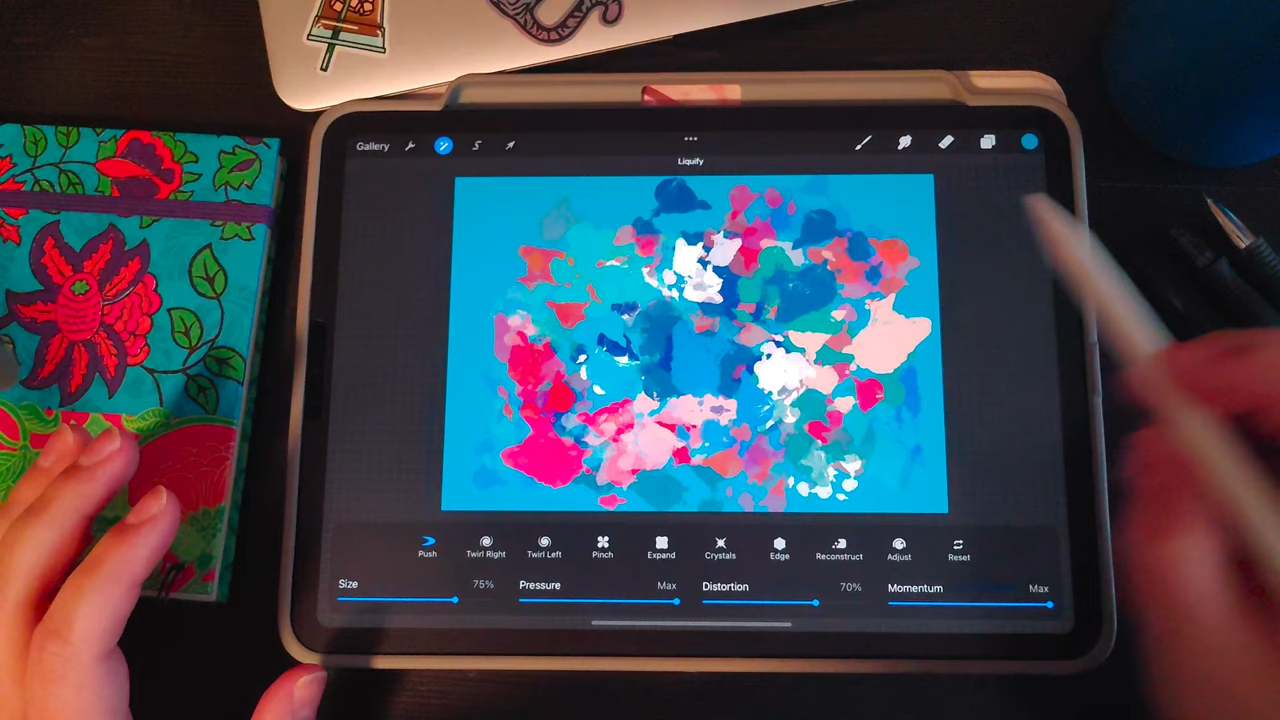 Gallery
Liquify
Push Twirl Right Twirl Left Pinch Expand Crystals Edge Reconstruct Adjust Reset
Size 75% Pressure Max Distortion 70% Momentum Max